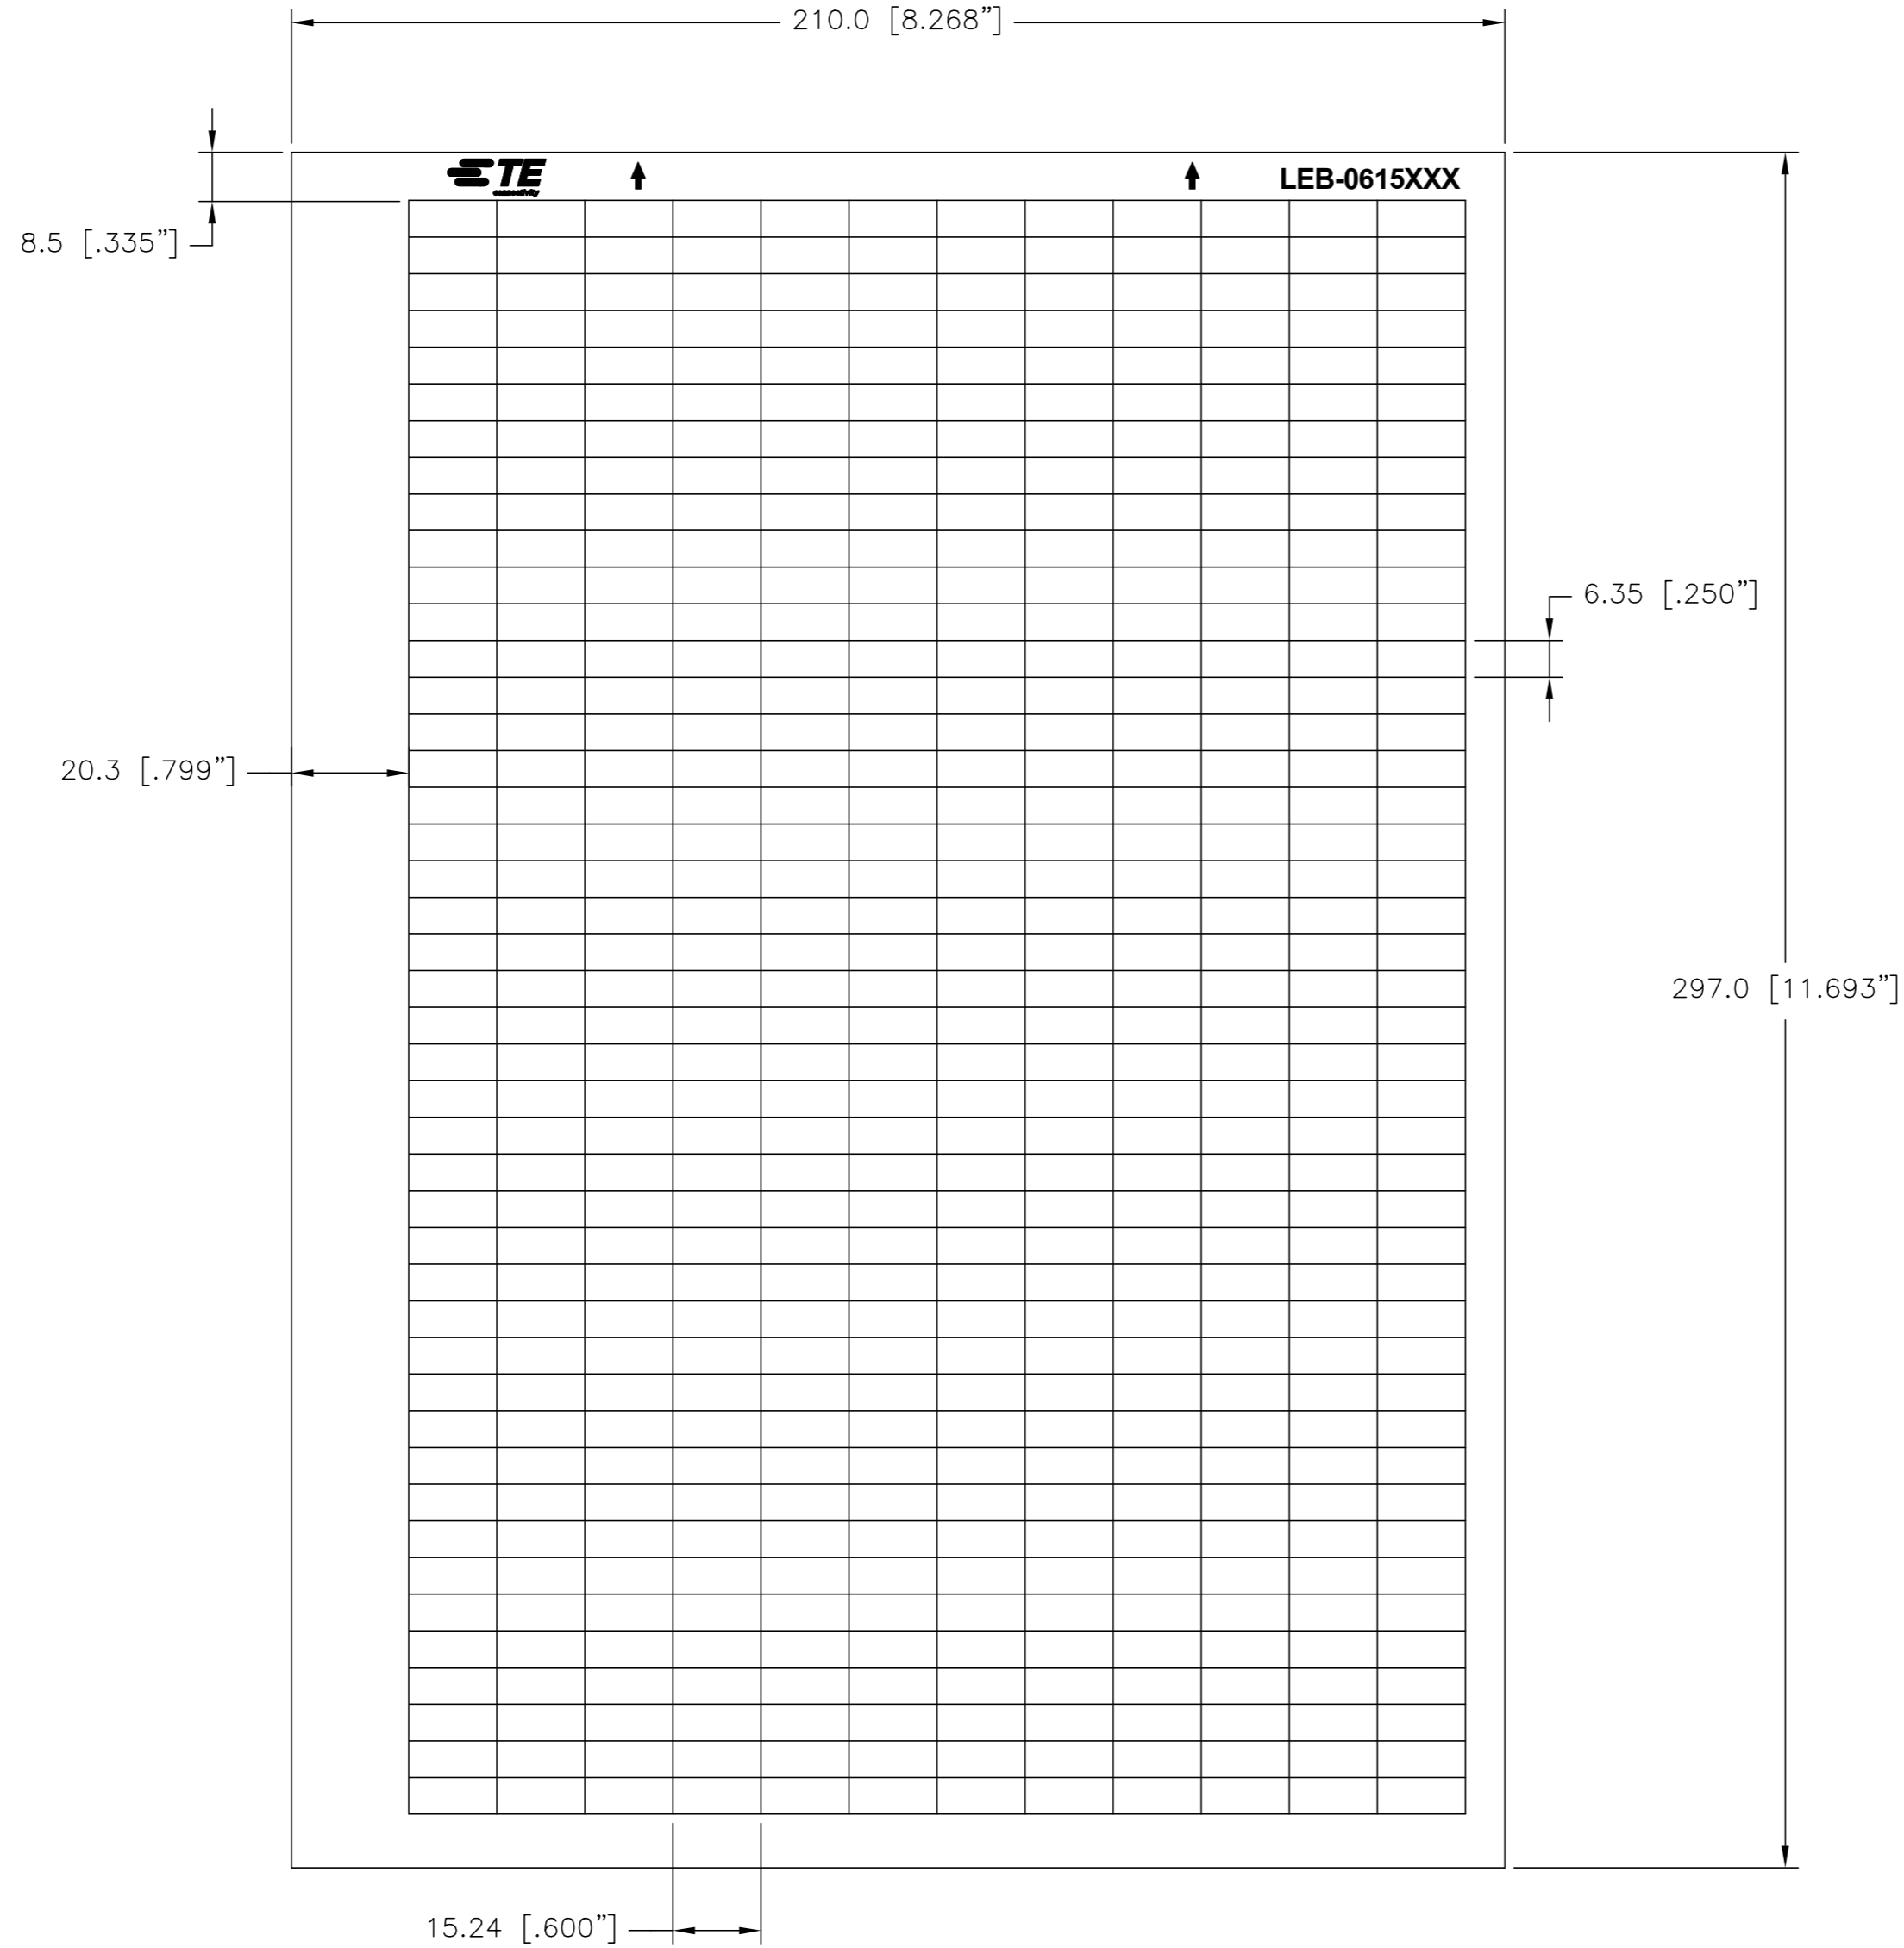 210.0 [8.268”]
TE
connectivity
LEB-0615XXX
8.5 [.335”]
6.35 [.250”]
20.3 [.799”]
297.0 [11.693”]
15.24 [.600”]